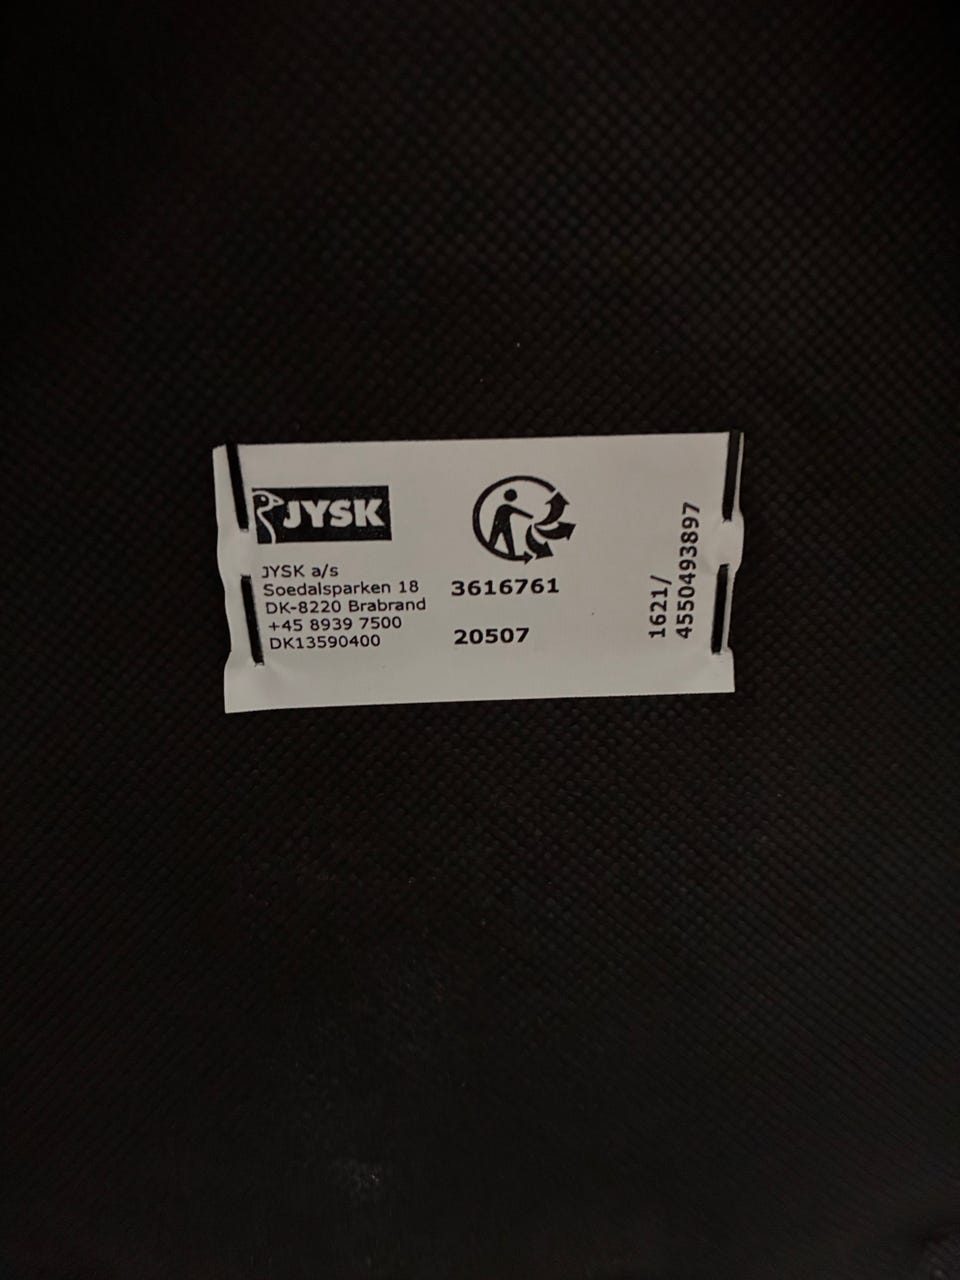 JYSK
JYSK a/s
Soedalsparken 18
DK-8220 Brabrand
+45 8939 7500
DK13590400
3616761
20507
1621/
4550493897